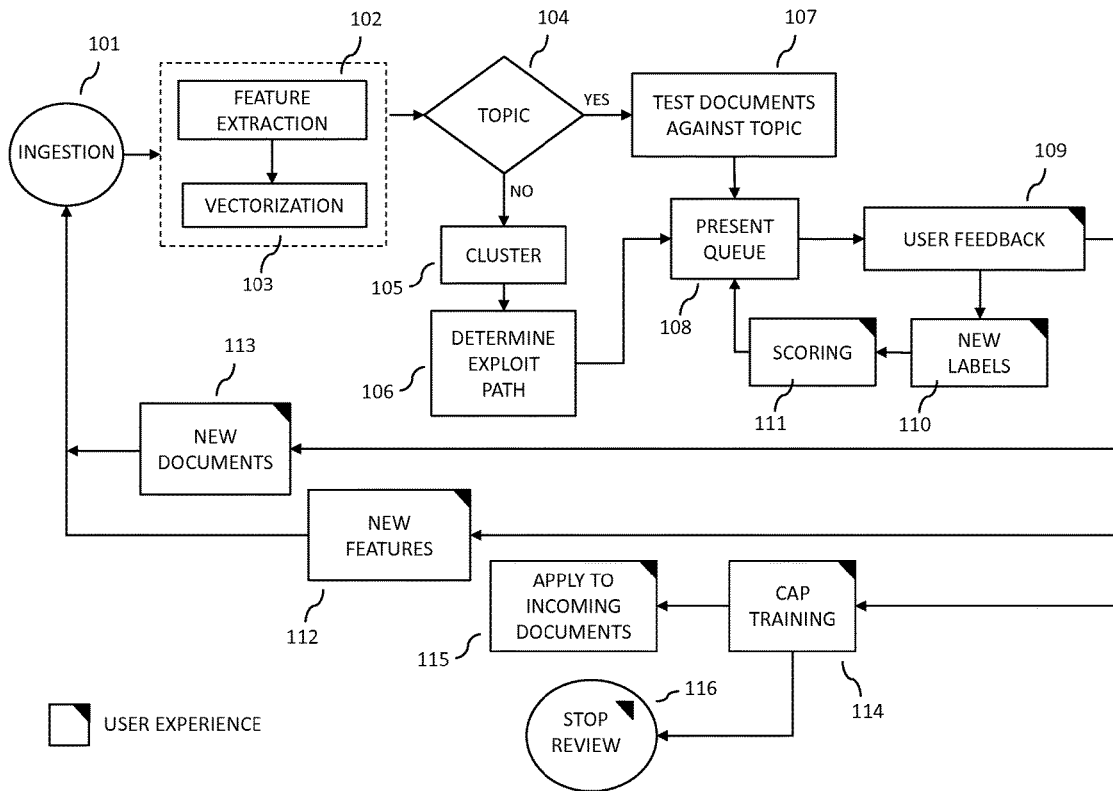 101
102
104
107
INGESTION
FEATURE
EXTRACTION
VECTORIZATION
103
TOPIC
YES
NO
TEST DOCUMENTS
AGAINST TOPIC
109
CLUSTER
105
PRESENT
QUEUE
108
USER FEEDBACK
DETERMINE
EXPLOIT
PATH
106
SCORING
111
NEW
LABELS
110
113
NEW
DOCUMENTS
NEW
FEATURES
112
APPLY TO
INCOMING
DOCUMENTS
115
CAP
TRAINING
114
116
STOP
REVIEW
USER EXPERIENCE